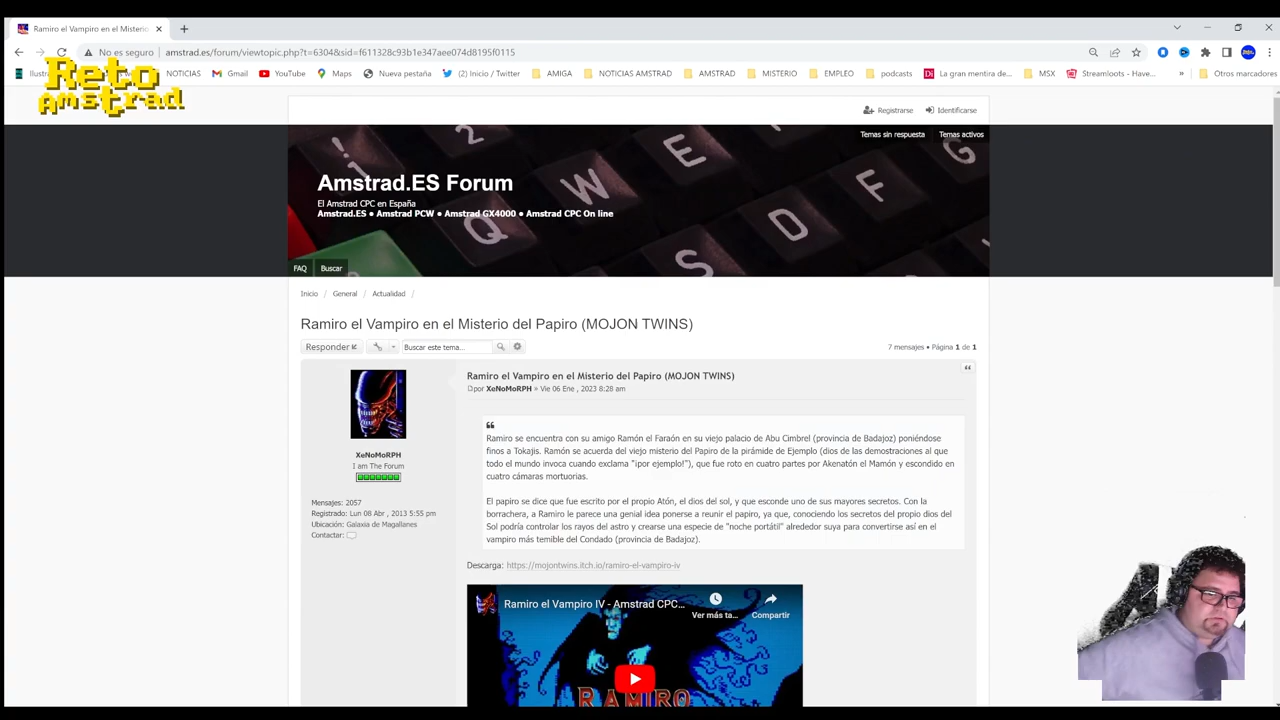 Ramiro el Vampiro en el Misterio
No es seguro
amstrad.es/forum/viewtopic.php?t=6304&sid=f611328c93b1e347aee074d8195f0115
NOTICIAS
Gmail
YouTube
Maps
Nueva pestaña
(2) Inicio / Twitter
AMIGA
NOTICIAS AMSTRAD
AMSTRAD
MISTERIO
EMPLEO
podcasts
La gran mentira de...
MSX
Streamloots - Have...
»
Otros marcadores
Reto
Amstrad
Registrarse
Identificarse
Temas sin respuesta
Temas activos
Amstrad.ES Forum
El Amstrad CPC en España
Amstrad.ES ● Amstrad PCW ● Amstrad GX4000 ● Amstrad CPC On line
FAQ
Buscar
Inicio / General / Actualidad /
Ramiro el Vampiro en el Misterio del Papiro (MOJON TWINS)
Responder
Buscar este tema...
7 mensajes • Página 1 de 1
Ramiro el Vampiro en el Misterio del Papiro (MOJON TWINS)
por XeNoMoRPH » Vie 06 Ene , 2023 8:28 am
Ramiro se encuentra con su amigo Ramón el Faraón en su viejo palacio de Abu Cimbrel (provincia de Badajoz) poniéndose
finos a Tokajis. Ramón se acuerda del viejo misterio del Papiro de la pirámide de Ejemplo (dios de las demostraciones al que
todo el mundo invoca cuando exclama "¡por ejemplo!"), que fue roto en cuatro partes por Akenatón el Mamón y escondido en
cuatro cámaras mortuorias.
El papiro se dice que fue escrito por el propio Atón, el dios del sol, y que esconde uno de sus mayores secretos. Con la
borrachera, a Ramiro le parece una genial idea ponerse a reunir el papiro, ya que, conociendo los secretos del propio dios del
Sol podría controlar los rayos del astro y crearse una especie de "noche portátil" alrededor suya para convertirse así en el
vampiro más temible del Condado (provincia de Badajoz).
XeNoMoRPH
I am The Forum
Mensajes: 2057
Registrado: Lun 08 Abr , 2013 5:55 pm
Ubicación: Galaxia de Magallanes
Contactar:
Descarga: https://mojontwins.itch.io/ramiro-el-vampiro-iv
Ramiro el Vampiro IV - Amstrad CPC...
Ver más ta...
Compartir
RAMIRO